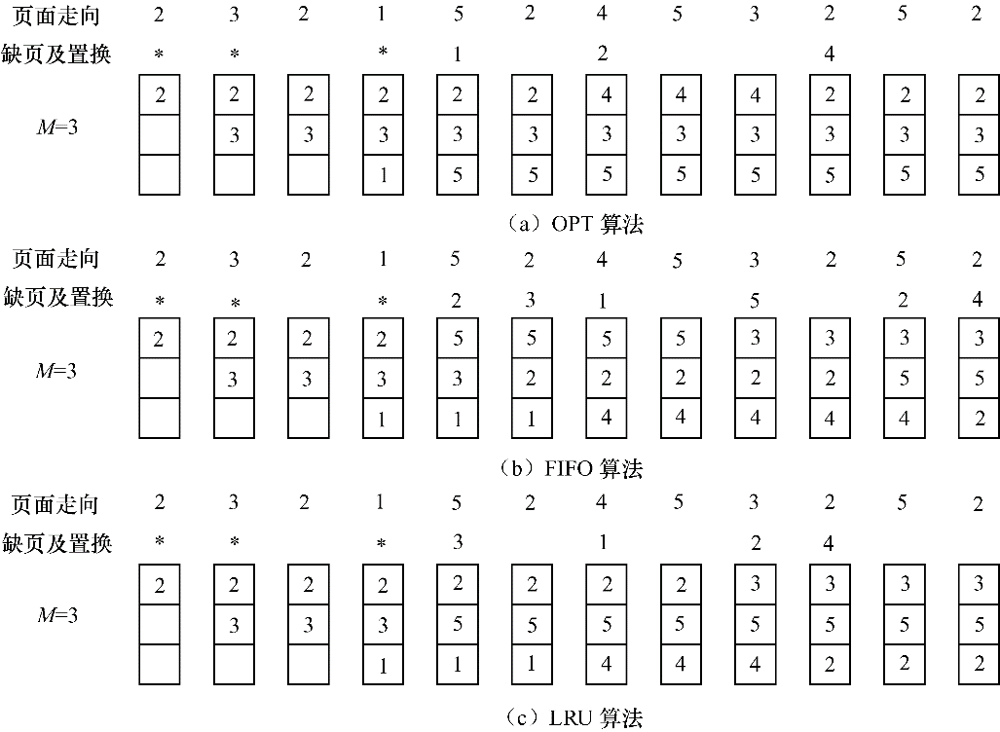 页面走向 2 3 2 1 5 2 4 5 3 2 5 2
缺页及置换 * * * 1 2 4
2 2 2 2 2 2 4 4 4 2 2 2
M=3 3 3 3 3 3 3 3 3 3 3 3
1 5 5 5 5 5 5 5 5
（a）OPT 算法
页面走向 2 3 2 1 5 2 4 5 3 2 5 2
缺页及置换 * * * 2 3 1 5 2 4
2 2 2 2 5 5 5 5 3 3 3 3
M=3 3 3 3 3 2 2 2 2 2 5 5
1 1 1 4 4 4 4 4 2
（b）FIFO 算法
页面走向 2 3 2 1 5 2 4 5 3 2 5 2
缺页及置换 * * * 3 1 2 4
2 2 2 2 2 2 2 2 3 3 3 3
M=3 3 3 3 5 5 5 5 5 5 5 5
1 1 1 4 4 4 2 2 2
（c）LRU 算法